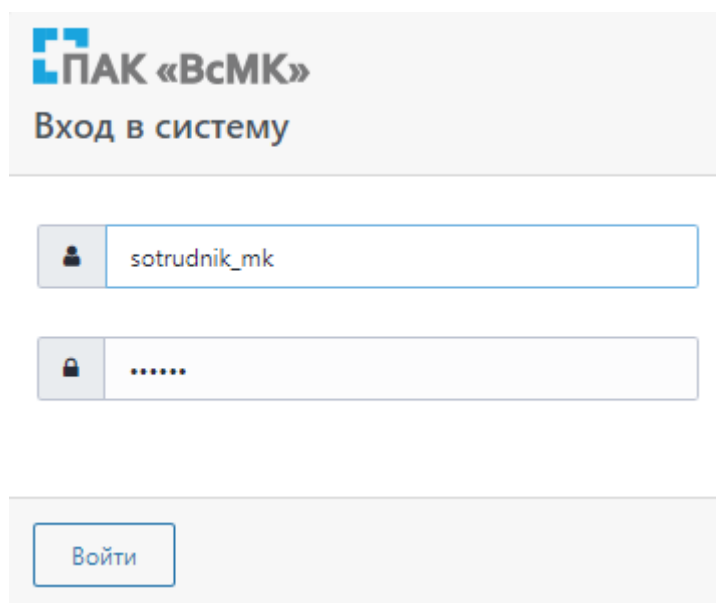 ПАК «ВсМК»
Вход в систему
sotrudnik_mk
••••••
Войти